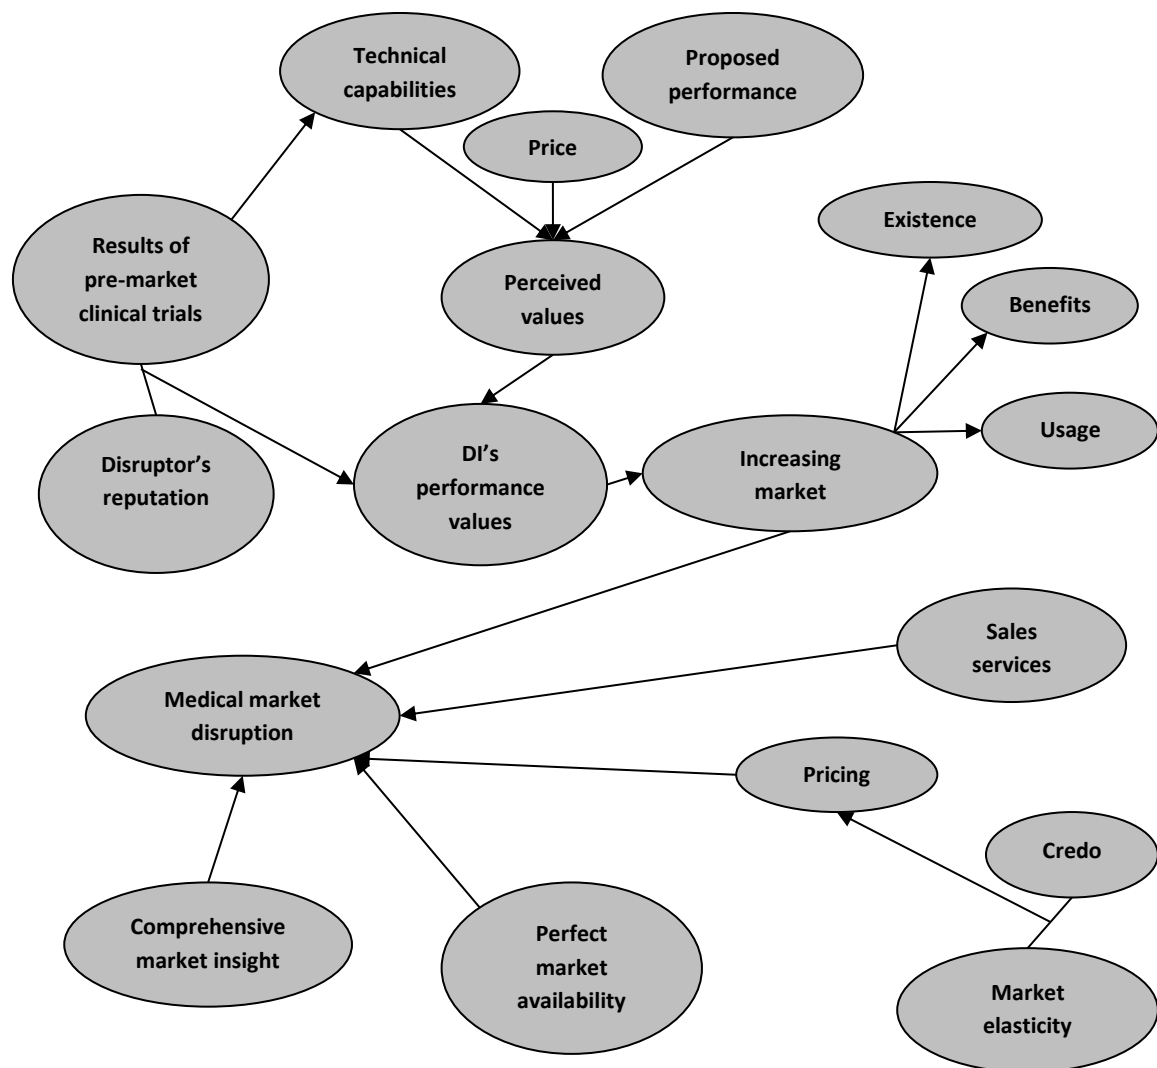 Technical
capabilities
Proposed
performance
Price
Existence
Results of
pre-market
clinical trials
Perceived
values
Benefits
Usage
Disruptor’s
reputation
DI’s
performance
values
Increasing
market
Sales
services
Medical market
disruption
Pricing
Credo
Comprehensive
market insight
Perfect
market
availability
Market
elasticity